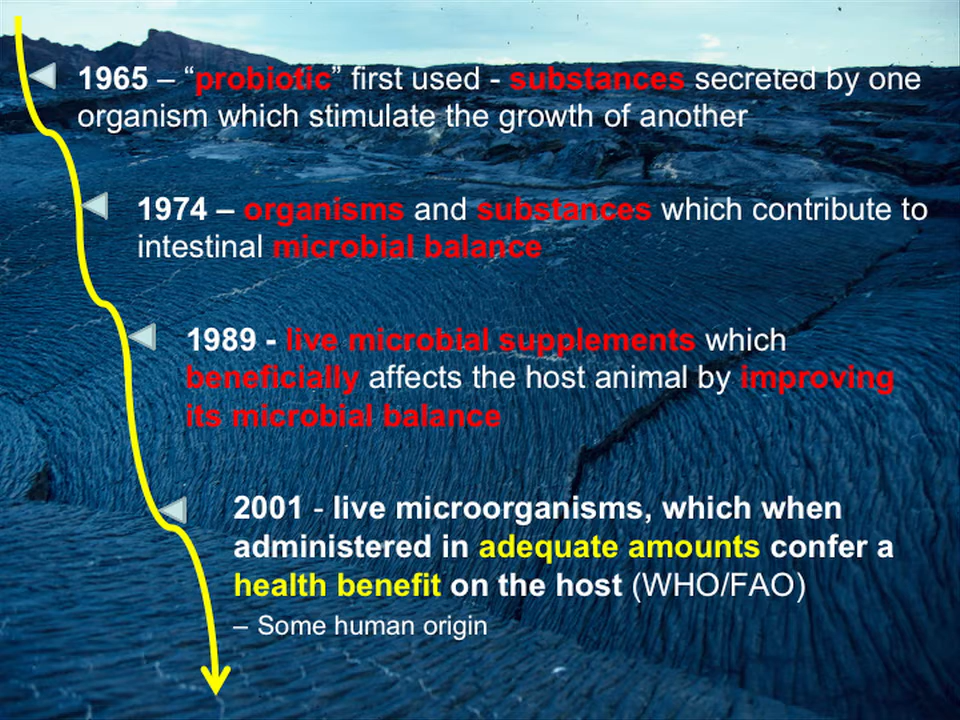 1965 – “probiotic” first used - substances secreted by one
organism which stimulate the growth of another
1974 – organisms and substances which contribute to
intestinal microbial balance
1989 - live microbial supplements which
beneficially affects the host animal by improving
its microbial balance
2001 - live microorganisms, which when
administered in adequate amounts confer a
health benefit on the host (WHO/FAO)
– Some human origin